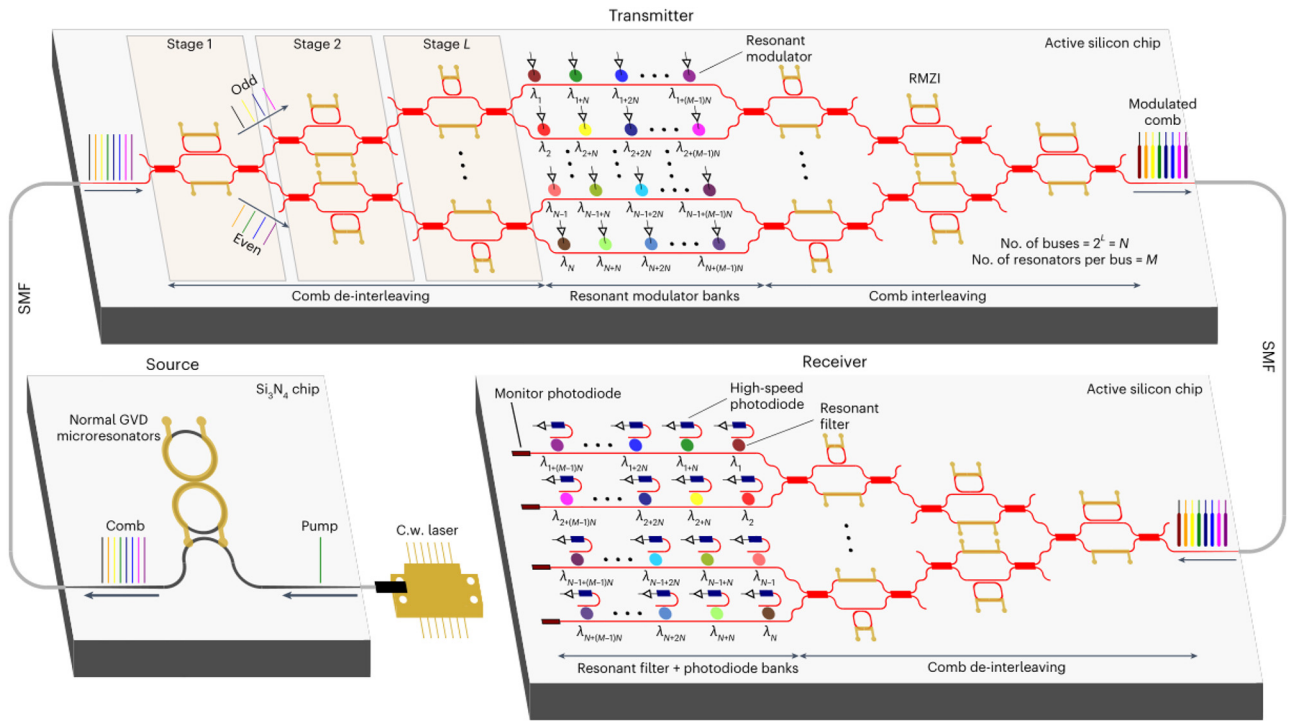 Transmitter
Stage 1
Stage 2
Stage L
Resonant
modulator
Active silicon chip
Odd
Even
λ1
λ1+N
λ1+2N
λ1+(M−1)N
λ2
λ2+N
λ2+2N
λ2+(M−1)N
λN−1
λN−1+N
λN−1+2N
λN−1+(M−1)N
λN
λN+N
λN+2N
λN+(M−1)N
RMZI
Modulated
comb
No. of buses = 2^L = N
No. of resonators per bus = M
Comb de-interleaving
Resonant modulator banks
Comb interleaving
SMF
SMF
Source
Si3N4 chip
Normal GVD
microresonators
Comb
Pump
C.w. laser
Receiver
Active silicon chip
Monitor photodiode
High-speed
photodiode
Resonant
filter
λ1+(M−1)N
λ1+2N
λ1+N
λ1
λ2+(M−1)N
λ2+2N
λ2+N
λ2
λN−1+(M−1)N
λN−1+2N
λN−1+N
λN−1
λN+(M−1)N
λN+2N
λN+N
λN
Resonant filter + photodiode banks
Comb de-interleaving